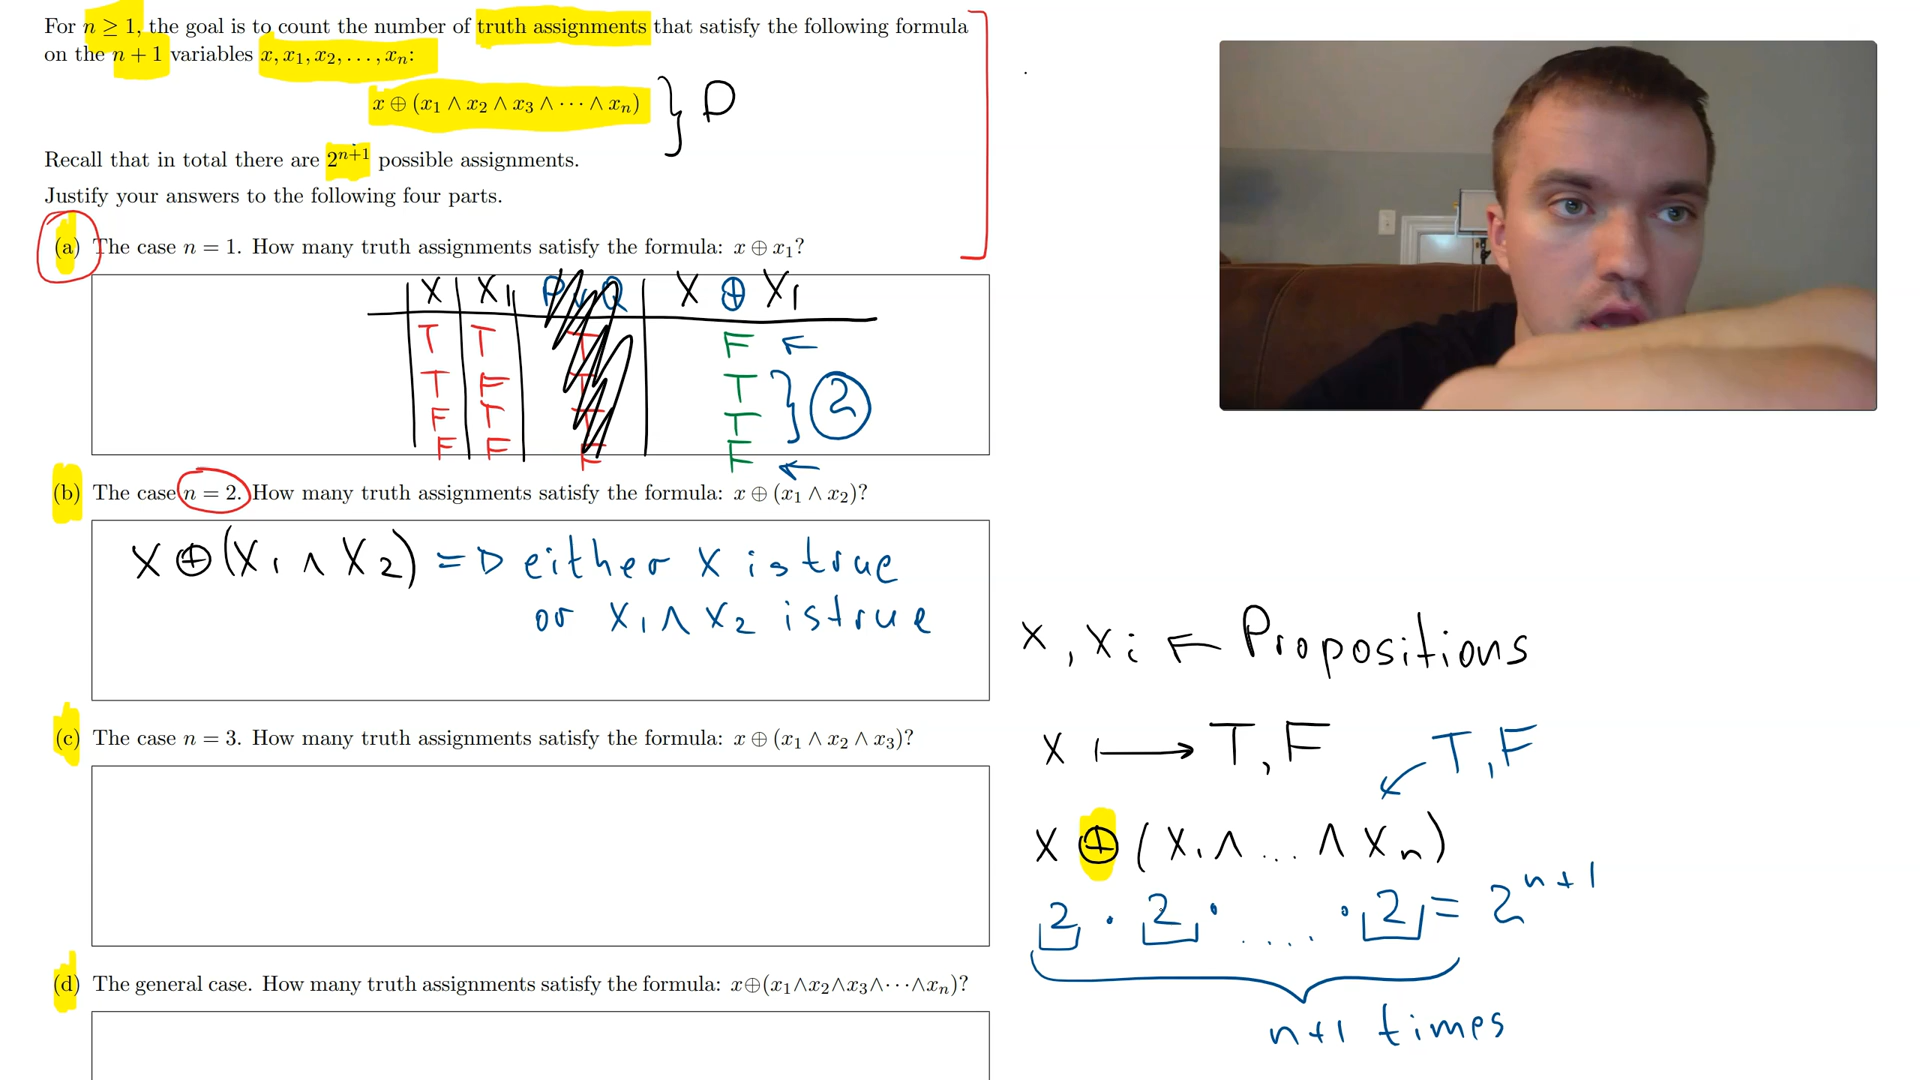 For n ≥ 1, the goal is to count the number of truth assignments that satisfy the following formula
on the n + 1 variables x, x₁, x₂, . . . , xₙ:
x ⊕ (x₁ ∧ x₂ ∧ x₃ ∧ · · · ∧ xₙ) } D
Recall that in total there are 2ⁿ⁺¹ possible assignments.
Justify your answers to the following four parts.
(a) The case n = 1. How many truth assignments satisfy the formula: x ⊕ x₁?
X X₁ X ⊕ X₁
T T T F ←
T F T T
F T T T } 2
F F F F ←
(b) The case n = 2. How many truth assignments satisfy the formula: x ⊕ (x₁ ∧ x₂)?
X ⊕ (X₁ ∧ X₂) => either X is true
or X₁ ∧ X₂ is true
(c) The case n = 3. How many truth assignments satisfy the formula: x ⊕ (x₁ ∧ x₂ ∧ x₃)?
(d) The general case. How many truth assignments satisfy the formula: x⊕(x₁∧x₂∧x₃∧· · ·∧xₙ)?
X , Xi ← Propositions
X ⟼ T, F
T, F
X ⊕ ( X₁ ∧ ... ∧ Xn )
2 · 2 · .... · 2 = 2ⁿ⁺¹
n+1 times